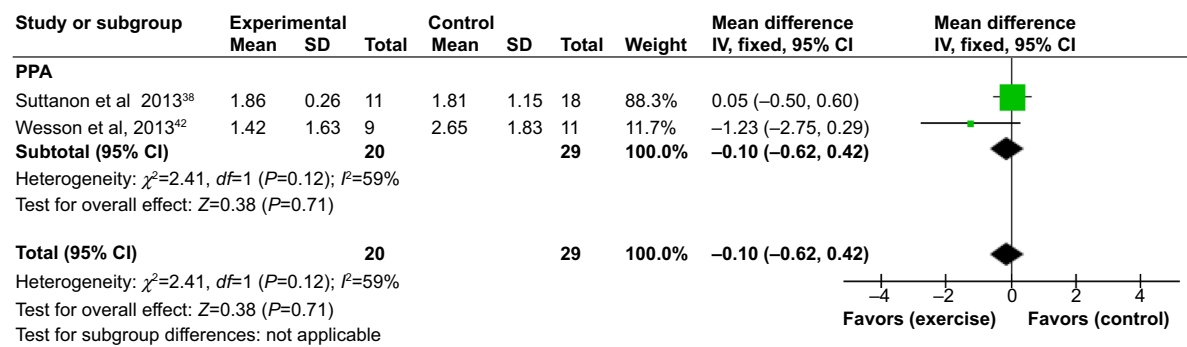 Study or subgroup Experimental Control Mean difference Mean difference
Mean SD Total Mean SD Total Weight IV, fixed, 95% CI IV, fixed, 95% CI
PPA
Suttanon et al 2013³⁸ 1.86 0.26 11 1.81 1.15 18 88.3% 0.05 (–0.50, 0.60)
Wesson et al, 2013⁴² 1.42 1.63 9 2.65 1.83 11 11.7% –1.23 (–2.75, 0.29)
Subtotal (95% CI) 20 29 100.0% –0.10 (–0.62, 0.42)
Heterogeneity: χ²=2.41, df=1 (P=0.12); I²=59%
Test for overall effect: Z=0.38 (P=0.71)
Total (95% CI) 20 29 100.0% –0.10 (–0.62, 0.42)
Heterogeneity: χ²=2.41, df=1 (P=0.12); I²=59%
Test for overall effect: Z=0.38 (P=0.71)
Test for subgroup differences: not applicable
–4 –2 0 2 4
Favors (exercise) Favors (control)